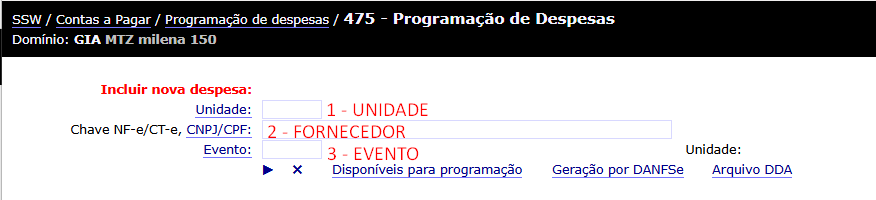 SSW / Contas a Pagar / Programação de despesas / 475 - Programação de Despesas
Domínio: GIA MTZ milena 150
Incluir nova despesa:
Unidade: 1 - UNIDADE
Chave NF-e/CT-e, CNPJ/CPF: 2 - FORNECEDOR
Evento: 3 - EVENTO Unidade:
Disponíveis para programação Geração por DANFSe Arquivo DDA